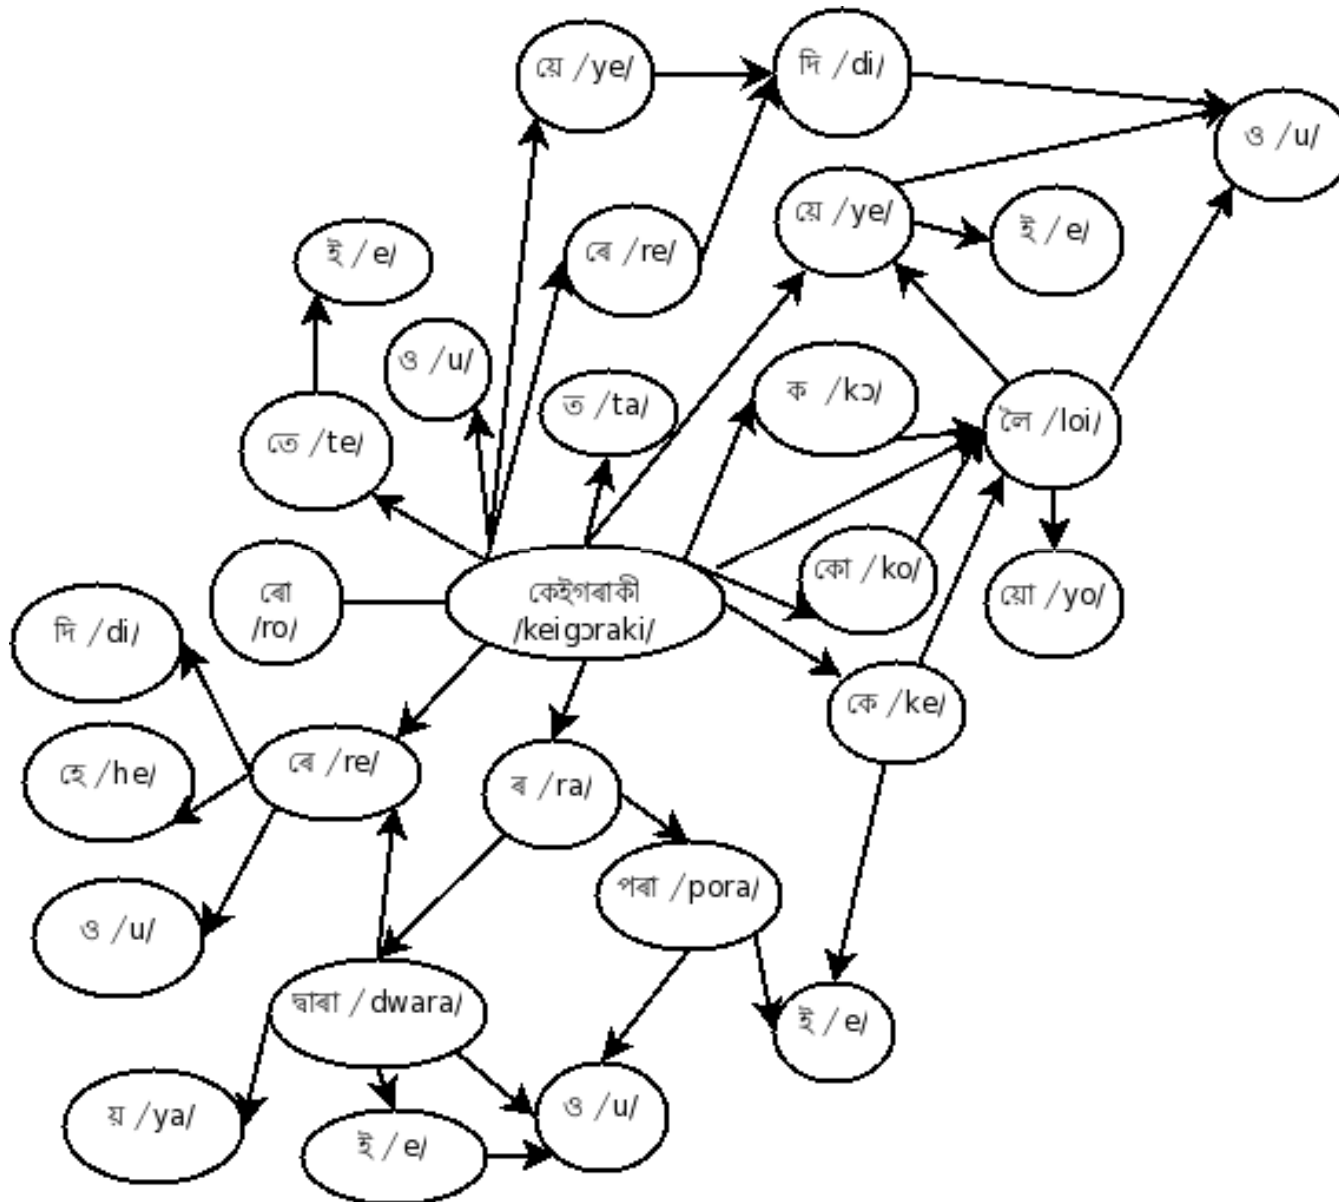 য়ে /ye/
দি /di/
ও /u/
য়ে /ye/
ই /e/
ৰে /re/
ই /e/
ও /u/
ত /ta/
ক /kɔ/
লৈ /loi/
তে /te/
কো /ko/
য়ো /yo/
ৰো
/ro/
কেইগৰাকী
/keigɔraki/
দি /di/
কে /ke/
হে /he/
ৰে /re/
ৰ /ra/
পৰা /pora/
ও /u/
দ্বাৰা /dwara/
ই /e/
য় /ya/
ই /e/
ও /u/